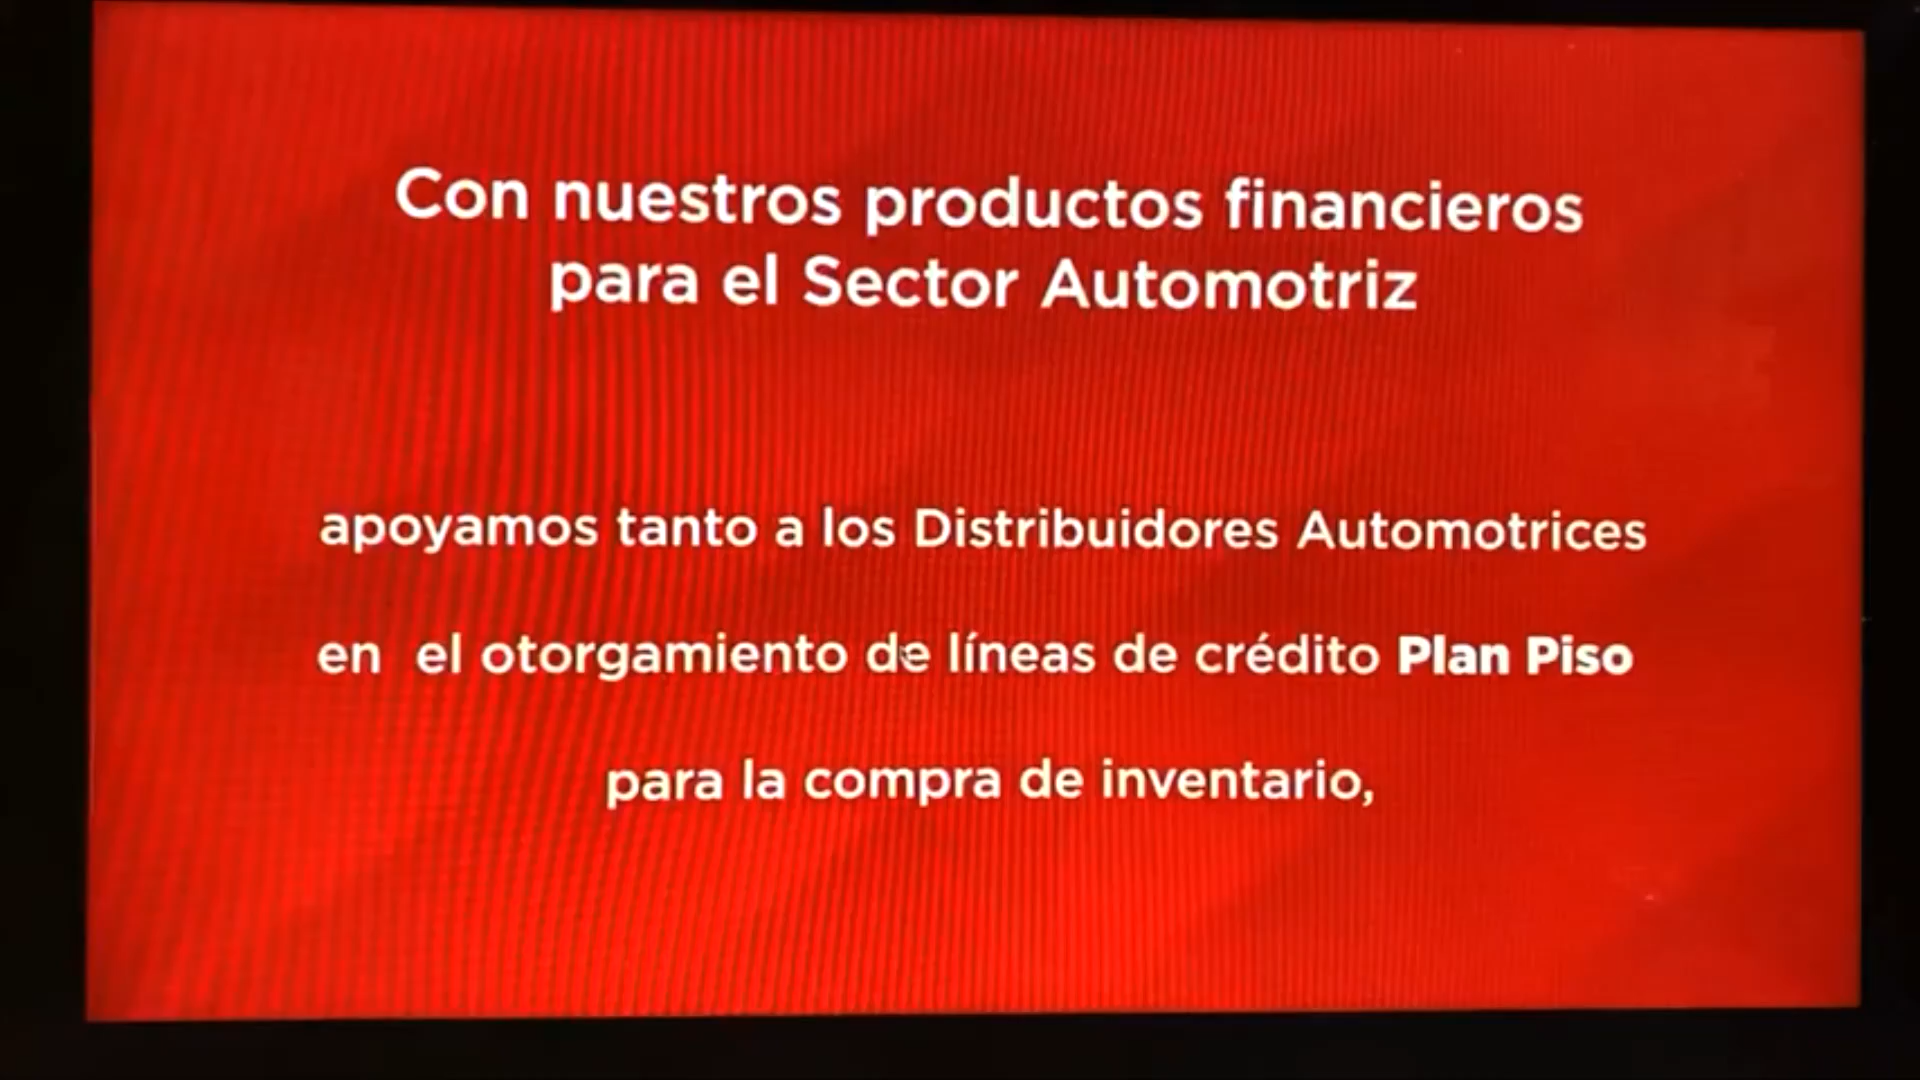 Con nuestros productos financieros
para el Sector Automotriz
apoyamos tanto a los Distribuidores Automotrices
en el otorgamiento de líneas de crédito Plan Piso
para la compra de inventario,